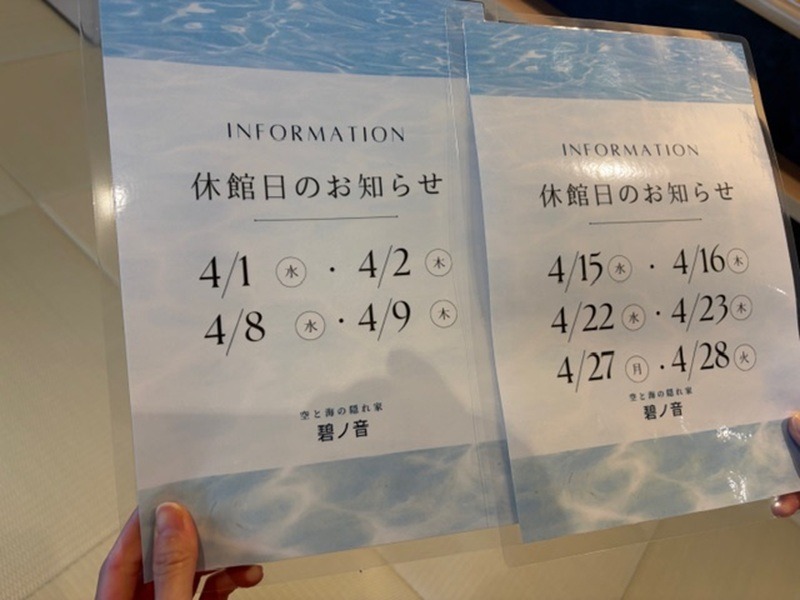 INFORMATION
休館日のお知らせ
4/1 水 ・ 4/2 木
4/8 水 ・ 4/9 木
空と海の隠れ家
碧ノ音
INFORMATION
休館日のお知らせ
4/15 水 ・ 4/16 木
4/22 水 ・ 4/23 木
4/27 月 ・ 4/28 火
空と海の隠れ家
碧ノ音